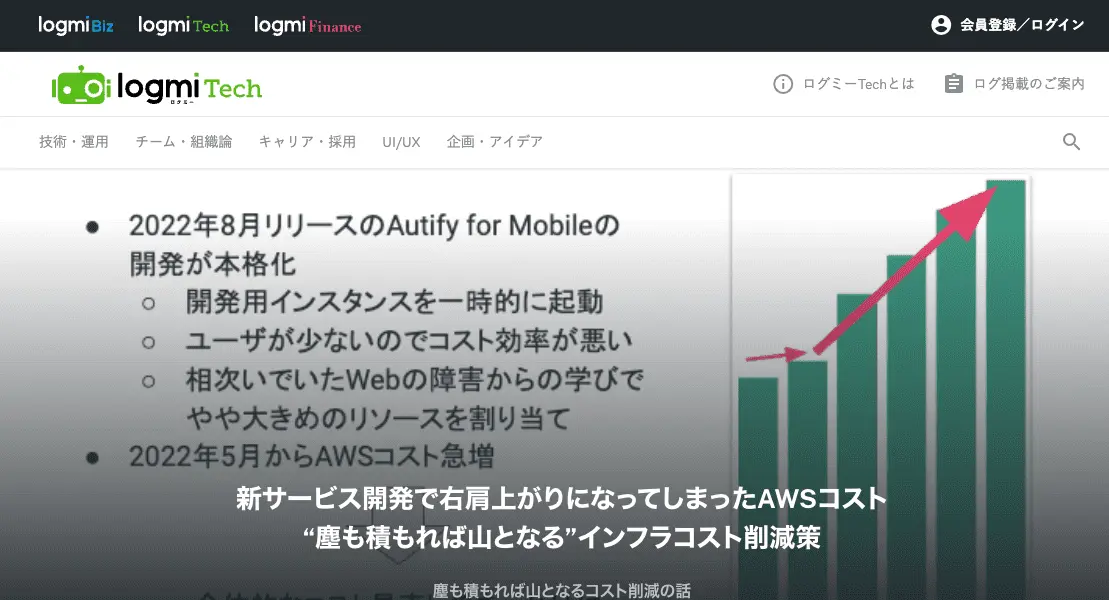 logmi Biz logmi Tech logmi Finance 会員登録／ログイン
logmi Tech
ログミー
ログミーTechとは ログ掲載のご案内
技術・運用 チーム・組織論 キャリア・採用 UI/UX 企画・アイデア
● 2022年8月リリースのAutify for Mobileの
開発が本格化
○ 開発用インスタンスを一時的に起動
○ ユーザが少ないのでコスト効率が悪い
○ 相次いでいたWebの障害からの学びで
やや大きめのリソースを割り当て
● 2022年5月からAWSコスト急増
新サービス開発で右肩上がりになってしまったAWSコスト
“塵も積もれば山となる”インフラコスト削減策
塵も積もれば山となるコスト削減の話